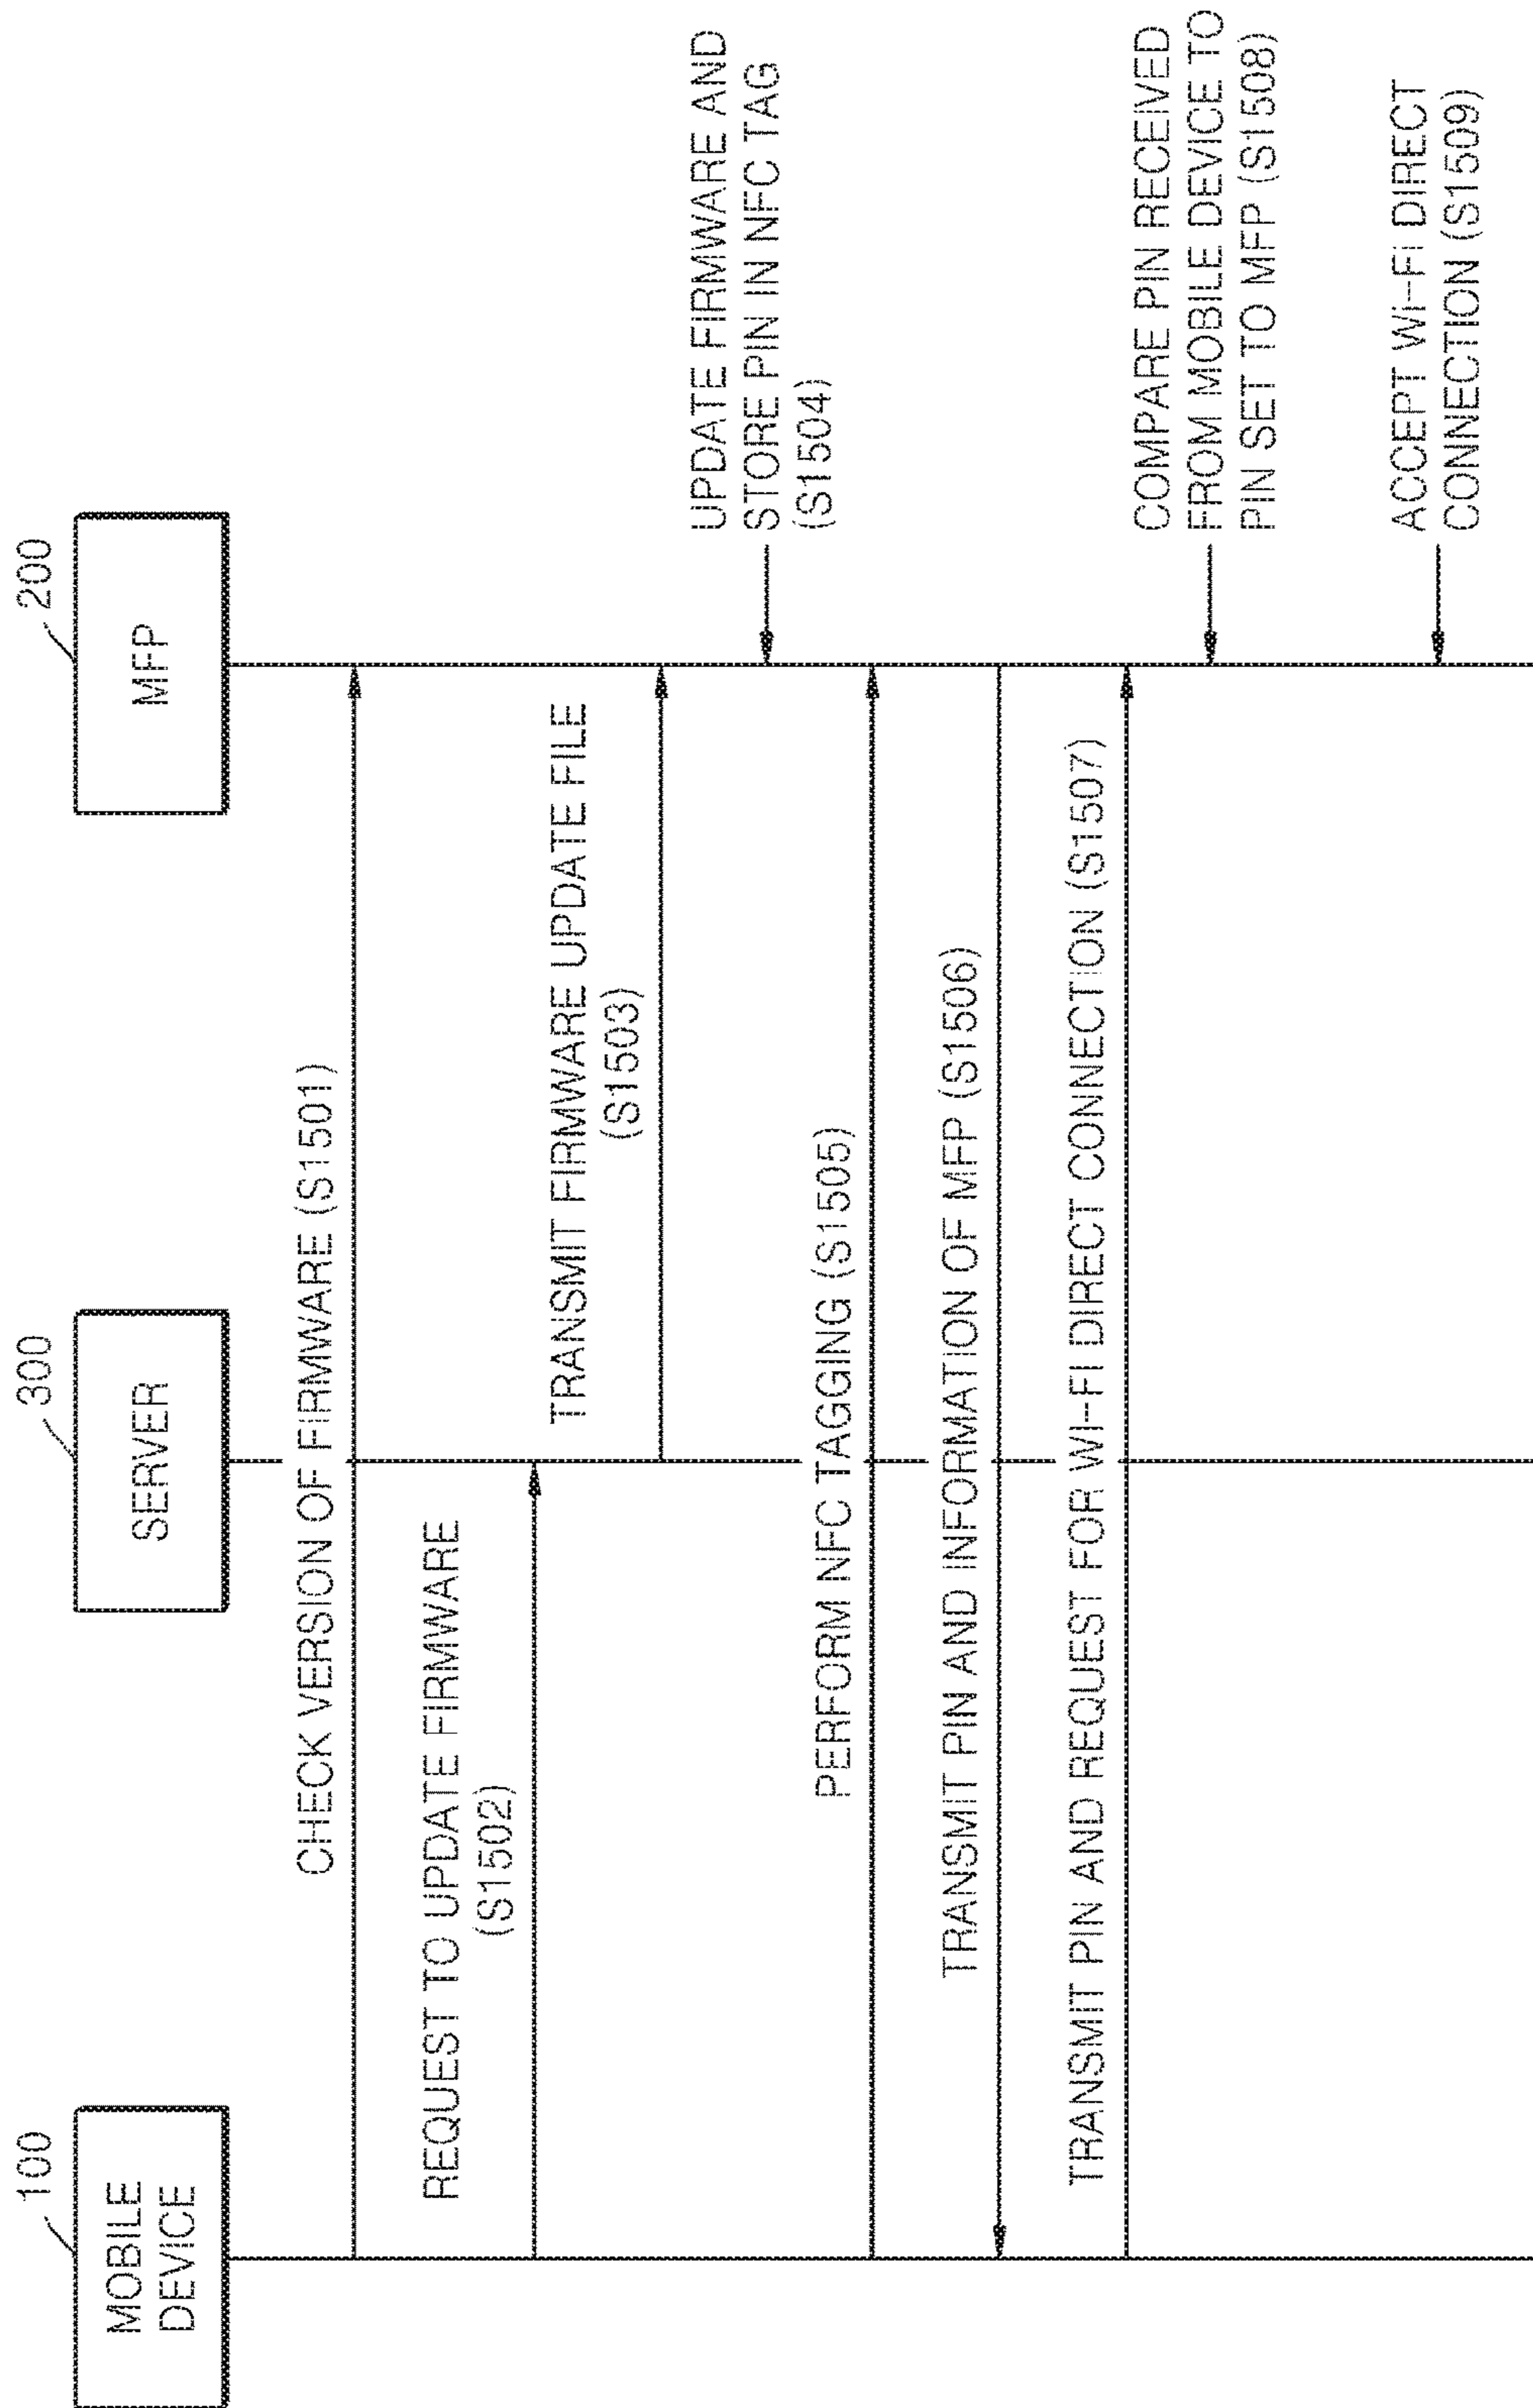 100
MOBILE
DEVICE
300
SERVER
200
MFP
CHECK VERSION OF FIRMWARE (S1501)
REQUEST TO UPDATE FIRMWARE
(S1502)
TRANSMIT FIRMWARE UPDATE FILE
(S1503)
UPDATE FIRMWARE AND
STORE PIN IN NFC TAG
(S1504)
PERFORM NFC TAGGING (S1505)
TRANSMIT PIN AND INFORMATION OF MFP (S1506)
TRANSMIT PIN AND REQUEST FOR WI-FI DIRECT CONNECTION (S1507)
COMPARE PIN RECEIVED
FROM MOBILE DEVICE TO
PIN SET TO MFP (S1508)
ACCEPT Wi-Fi DIRECT
CONNECTION (S1509)